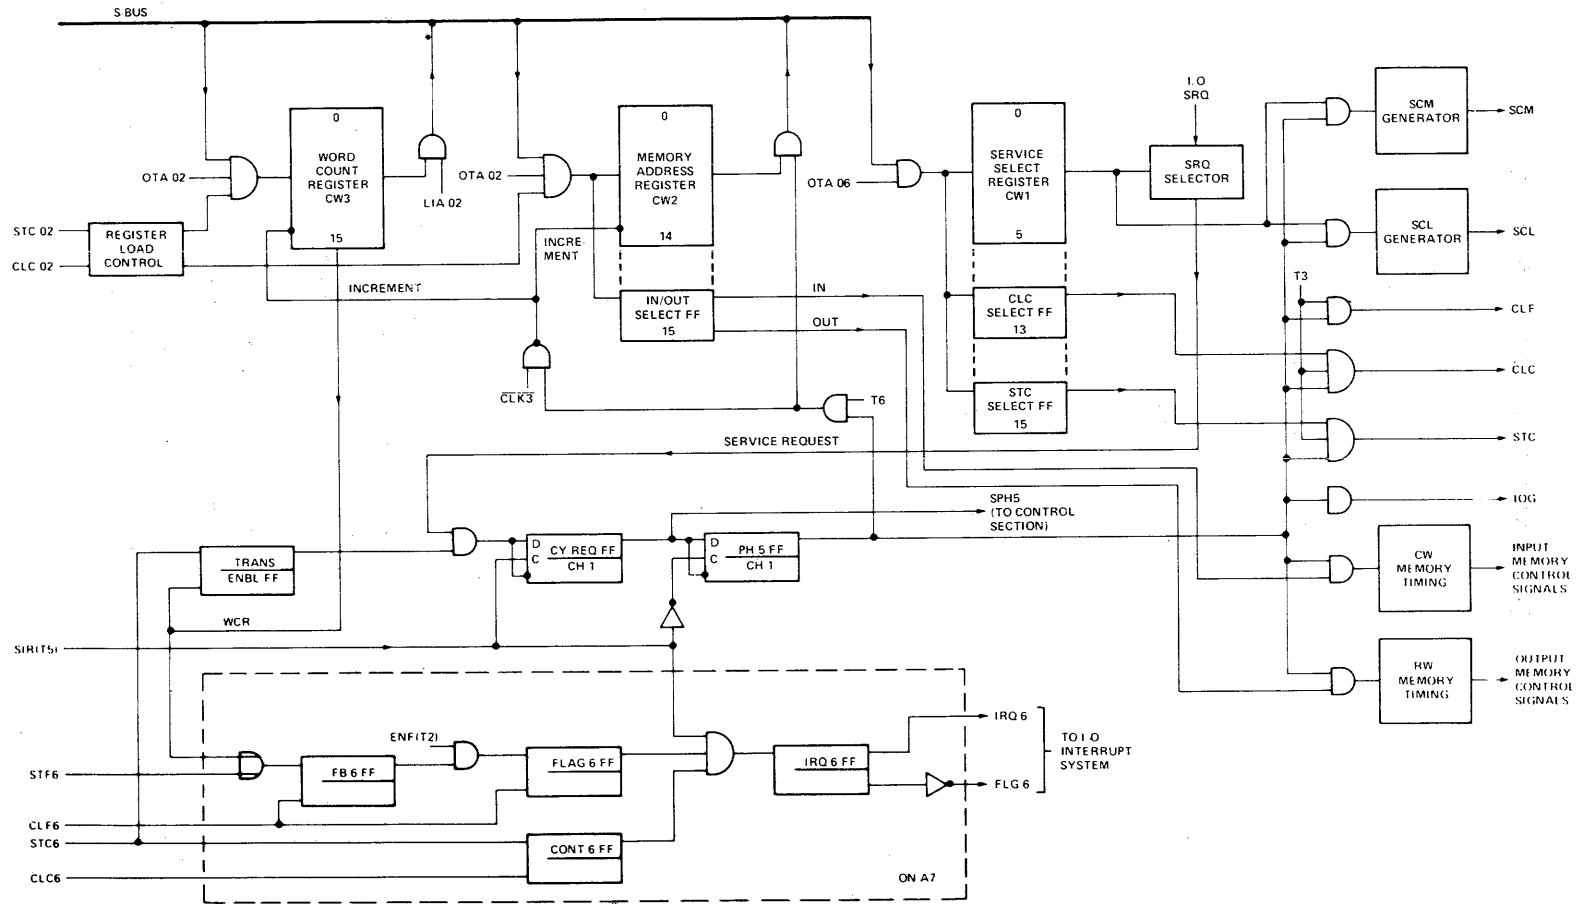 S-BUS
I.O
SRQ
0
WORD
COUNT
REGISTER
CW3
15
0
MEMORY
ADDRESS
REGISTER
CW2
14
0
SERVICE
SELECT
REGISTER
CW1
5
SRQ
SELECTOR
SCM
GENERATOR
SCM
OTA 02
LIA 02
OTA 02
OTA 06
STC 02
CLC 02
REGISTER
LOAD
CONTROL
INCRE-
MENT
SCL
GENERATOR
SCL
INCREMENT
IN/OUT
SELECT FF
15
IN
OUT
CLC
SELECT FF
13
T3
CLF
CLC
CLK3
T6
STC
SELECT FF
15
STC
SERVICE REQUEST
SPH5
(TO CONTROL
SECTION)
IOG
TRANS
ENBL FF
D
C
CY REQ FF
CH 1
D
C
PH 5 FF
CH 1
CW
MEMORY
TIMING
INPUT
MEMORY
CONTROL
SIGNALS
WCR
SIR(T5)
RW
MEMORY
TIMING
OUTPUT
MEMORY
CONTROL
SIGNALS
ENF(T2)
STF6
FB 6 FF
FLAG 6 FF
IRQ 6 FF
IRQ 6
FLG 6
TO I-O
INTERRUPT
SYSTEM
CLF6
STC6
CLC6
CONT 6 FF
ON A7